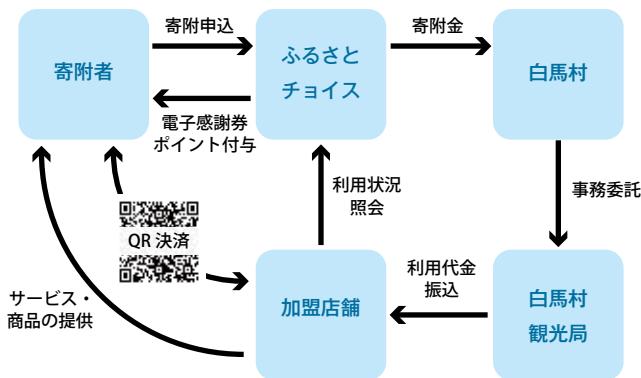 寄附者
寄附申込
ふるさと
チョイス
寄附金
白馬村
電子感謝券
ポイント付与
利用状況
照会
事務委託
QR 決済
サービス・
商品の提供
加盟店舗
利用代金
振込
白馬村
観光局